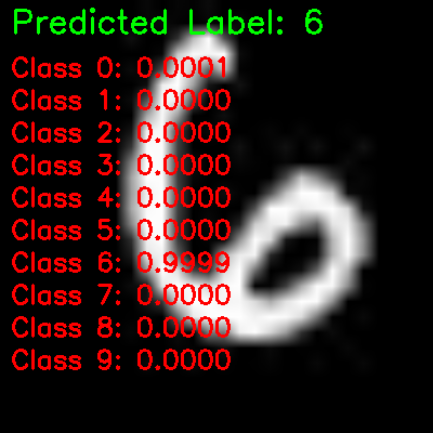 Predicted Label: 6
Class 0: 0.0001
Class 1: 0.0000
Class 2: 0.0000
Class 3: 0.0000
Class 4: 0.0000
Class 5: 0.0000
Class 6: 0.9999
Class 7: 0.0000
Class 8: 0.0000
Class 9: 0.0000
6